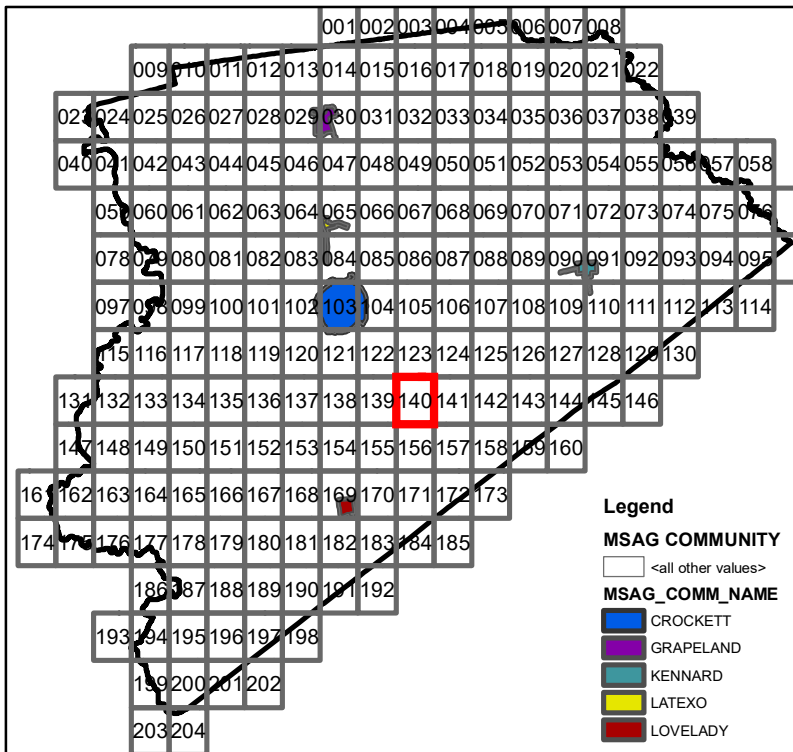 001 002 003 004 005 006 007 008
009 010 011 012 013 014 015 016 017 018 019 020 021 022
023 024 025 026 027 028 029 030 031 032 033 034 035 036 037 038 039
040 041 042 043 044 045 046 047 048 049 050 051 052 053 054 055 056 057 058
059 060 061 062 063 064 065 066 067 068 069 070 071 072 073 074 075 076
078 079 080 081 082 083 084 085 086 087 088 089 090 091 092 093 094 095
097 098 099 100 101 102 103 104 105 106 107 108 109 110 111 112 113 114
115 116 117 118 119 120 121 122 123 124 125 126 127 128 129 130
131 132 133 134 135 136 137 138 139 140 141 142 143 144 145 146
147 148 149 150 151 152 153 154 155 156 157 158 159 160
161 162 163 164 165 166 167 168 169 170 171 172 173
174 175 176 177 178 179 180 181 182 183 184 185
186 187 188 189 190 191 192
193 194 195 196 197 198
199 200 201 202
203 204
Legend
MSAG COMMUNITY
<all other values>
MSAG_COMM_NAME
CROCKETT
GRAPELAND
KENNARD
LATEXO
LOVELADY